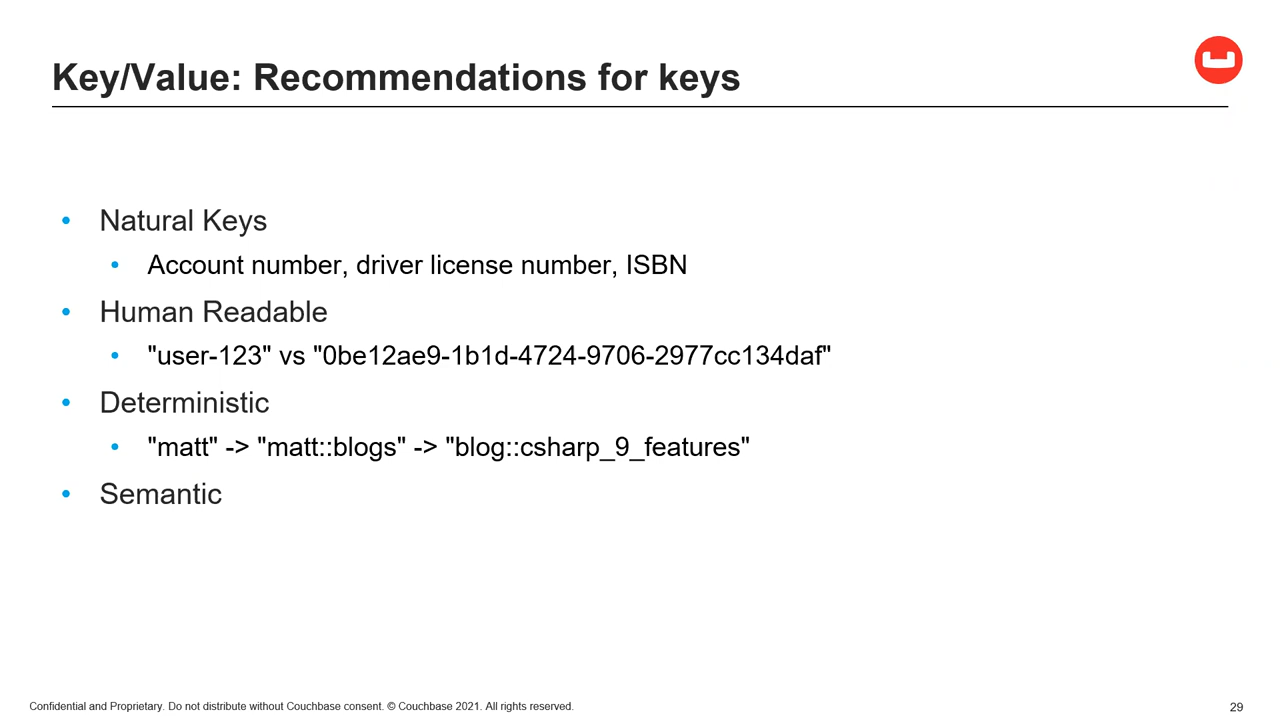 Key/Value: Recommendations for keys
• Natural Keys
• Account number, driver license number, ISBN
• Human Readable
• "user-123" vs "0be12ae9-1b1d-4724-9706-2977cc134daf"
• Deterministic
• "matt" -> "matt::blogs" -> "blog::csharp_9_features"
• Semantic
Confidential and Proprietary. Do not distribute without Couchbase consent. © Couchbase 2021. All rights reserved.
29